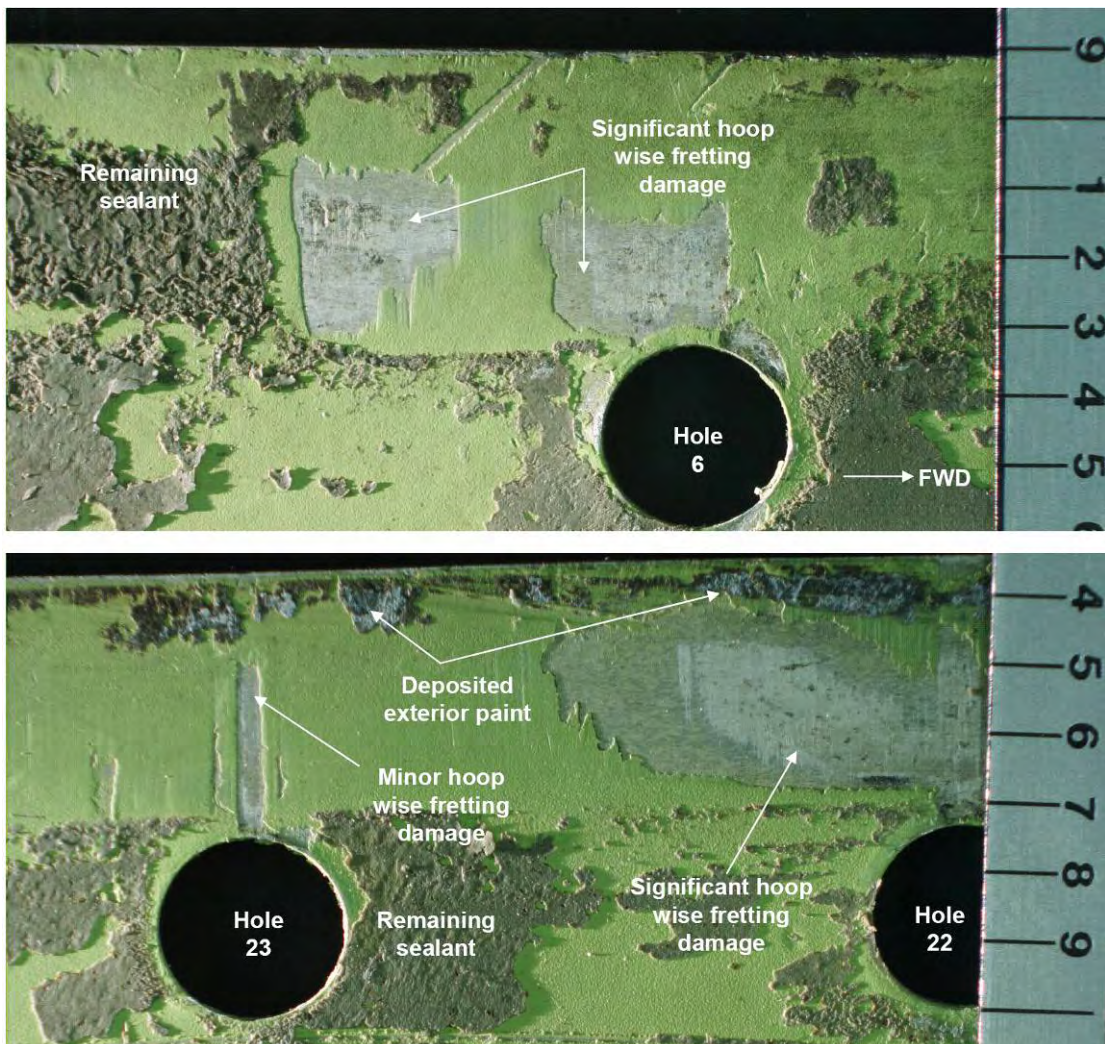 9
Significant hoop
wise fretting
damage
Remaining
sealant
1
2
3
4
Hole
6
5
FWD
6
4
5
Deposited
exterior paint
6
Minor hoop
wise fretting
damage
7
8
Significant hoop
wise fretting
damage
Hole
23
Remaining
sealant
Hole
22
9